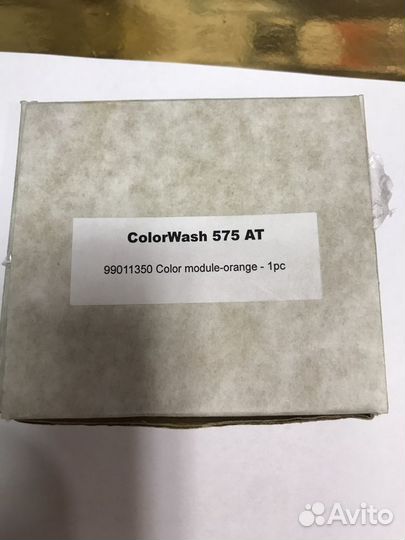 ColorWash 575 AT
99011350 Color module-orange - 1pc
Avito